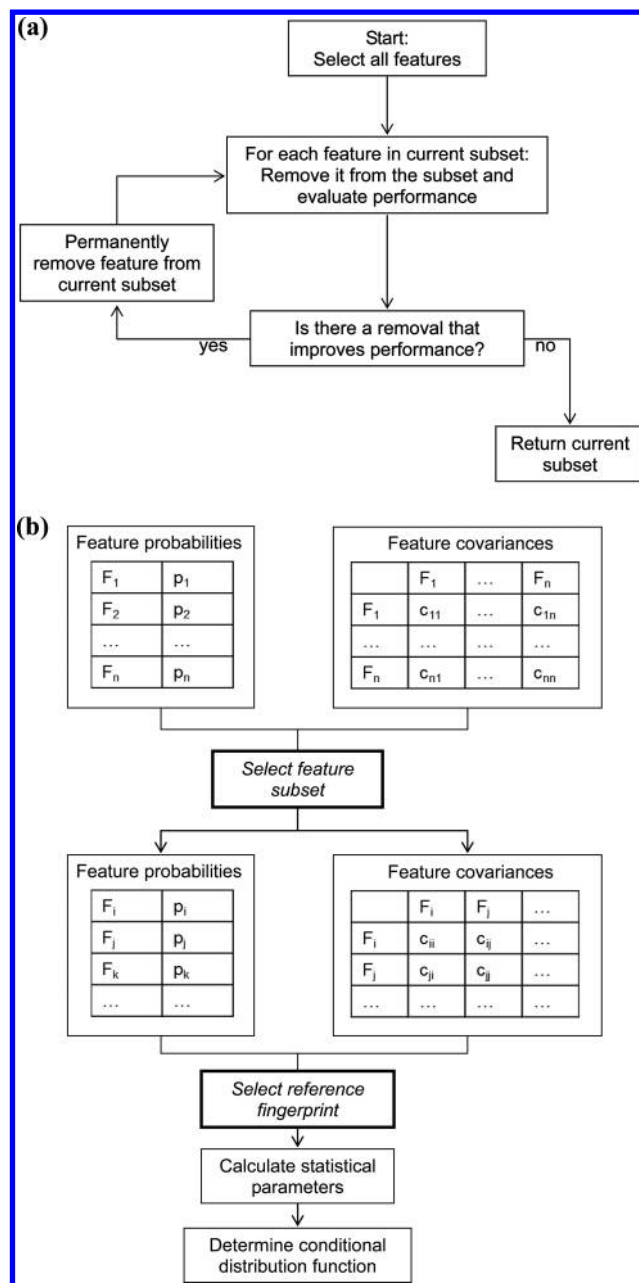 (a)
Start:
Select all features
For each feature in current subset:
Remove it from the subset and
evaluate performance
Permanently
remove feature from
current subset
Is there a removal that
improves performance?
yes
no
Return current
subset
(b)
Feature probabilities
F1 p1
F2 p2
… …
Fn pn
Feature covariances
F1 … Fn
F1 c11 … c1n
… … … …
Fn cn1 … cnn
Select feature
subset
Feature probabilities
Fi pi
Fj pj
Fk pk
… …
Feature covariances
Fi Fj …
Fi cii cij …
Fj cji cjj …
… … … …
Select reference
fingerprint
Calculate statistical
parameters
Determine conditional
distribution function